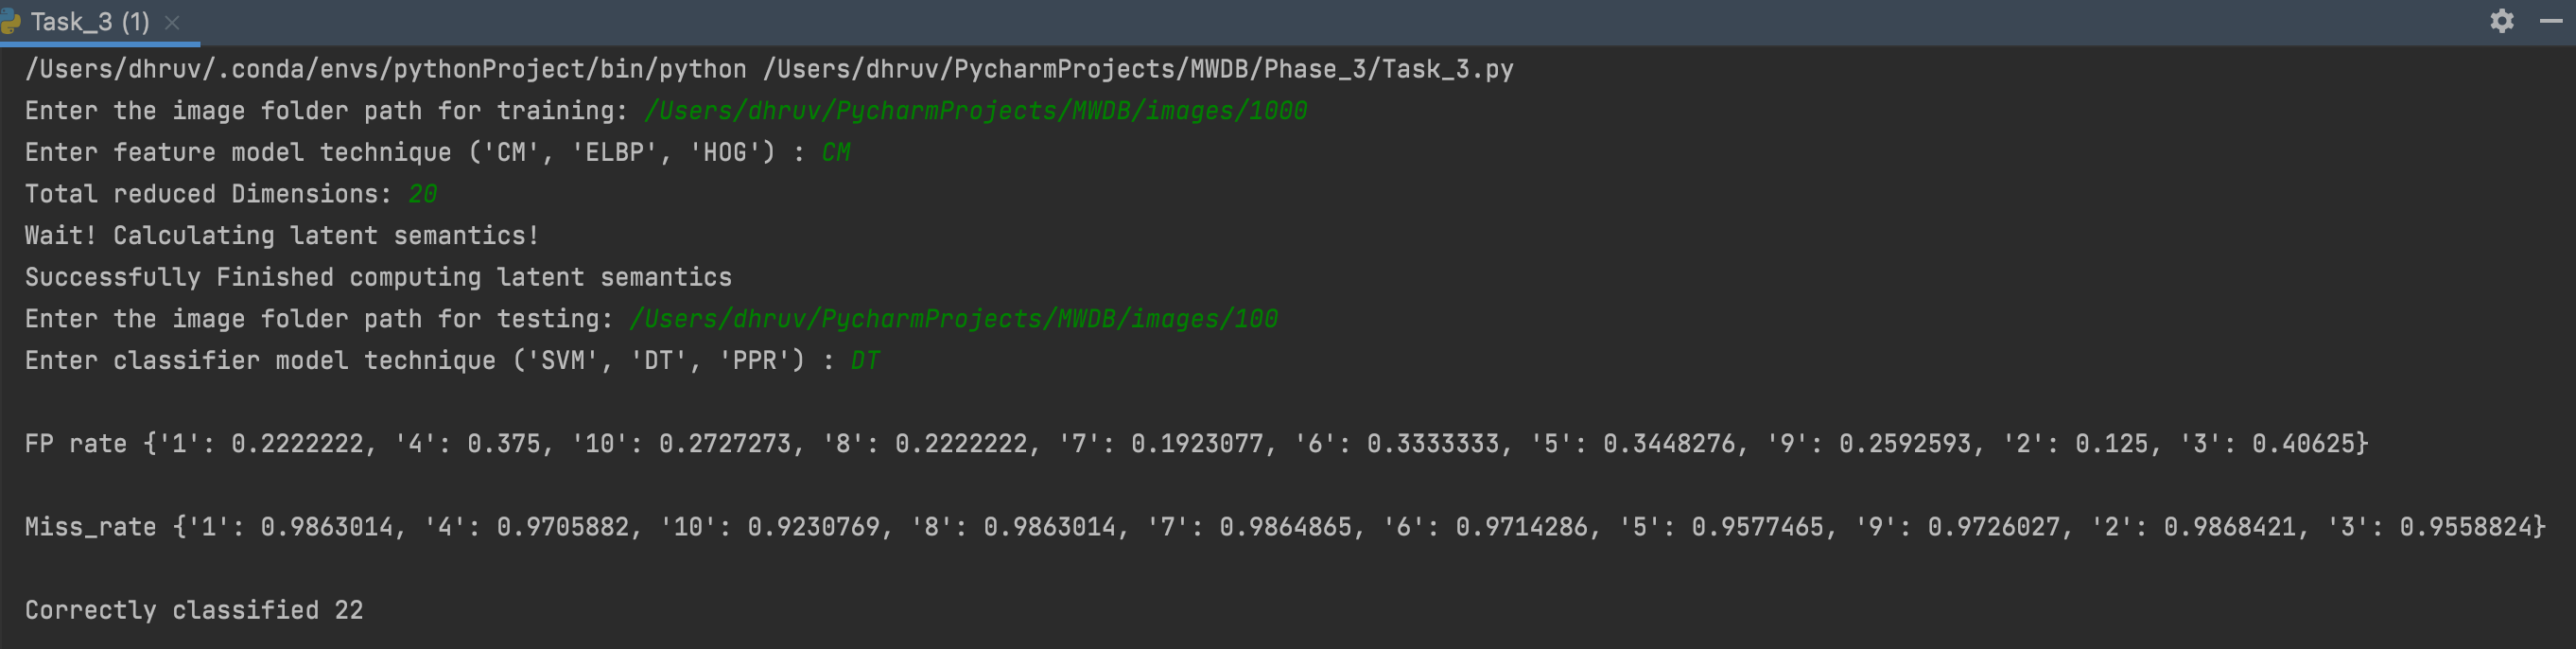 Task_3 (1)
/Users/dhruv/.conda/envs/pythonProject/bin/python /Users/dhruv/PycharmProjects/MWDB/Phase_3/Task_3.py
Enter the image folder path for training: /Users/dhruv/PycharmProjects/MWDB/images/1000
Enter feature model technique ('CM', 'ELBP', 'HOG') : CM
Total reduced Dimensions: 20
Wait! Calculating latent semantics!
Successfully Finished computing latent semantics
Enter the image folder path for testing: /Users/dhruv/PycharmProjects/MWDB/images/100
Enter classifier model technique ('SVM', 'DT', 'PPR') : DT
FP rate {'1': 0.2222222, '4': 0.375, '10': 0.2727273, '8': 0.2222222, '7': 0.1923077, '6': 0.3333333, '5': 0.3448276, '9': 0.2592593, '2': 0.125, '3': 0.40625}
Miss_rate {'1': 0.9863014, '4': 0.9705882, '10': 0.9230769, '8': 0.9863014, '7': 0.9864865, '6': 0.9714286, '5': 0.9577465, '9': 0.9726027, '2': 0.9868421, '3': 0.9558824}
Correctly classified 22